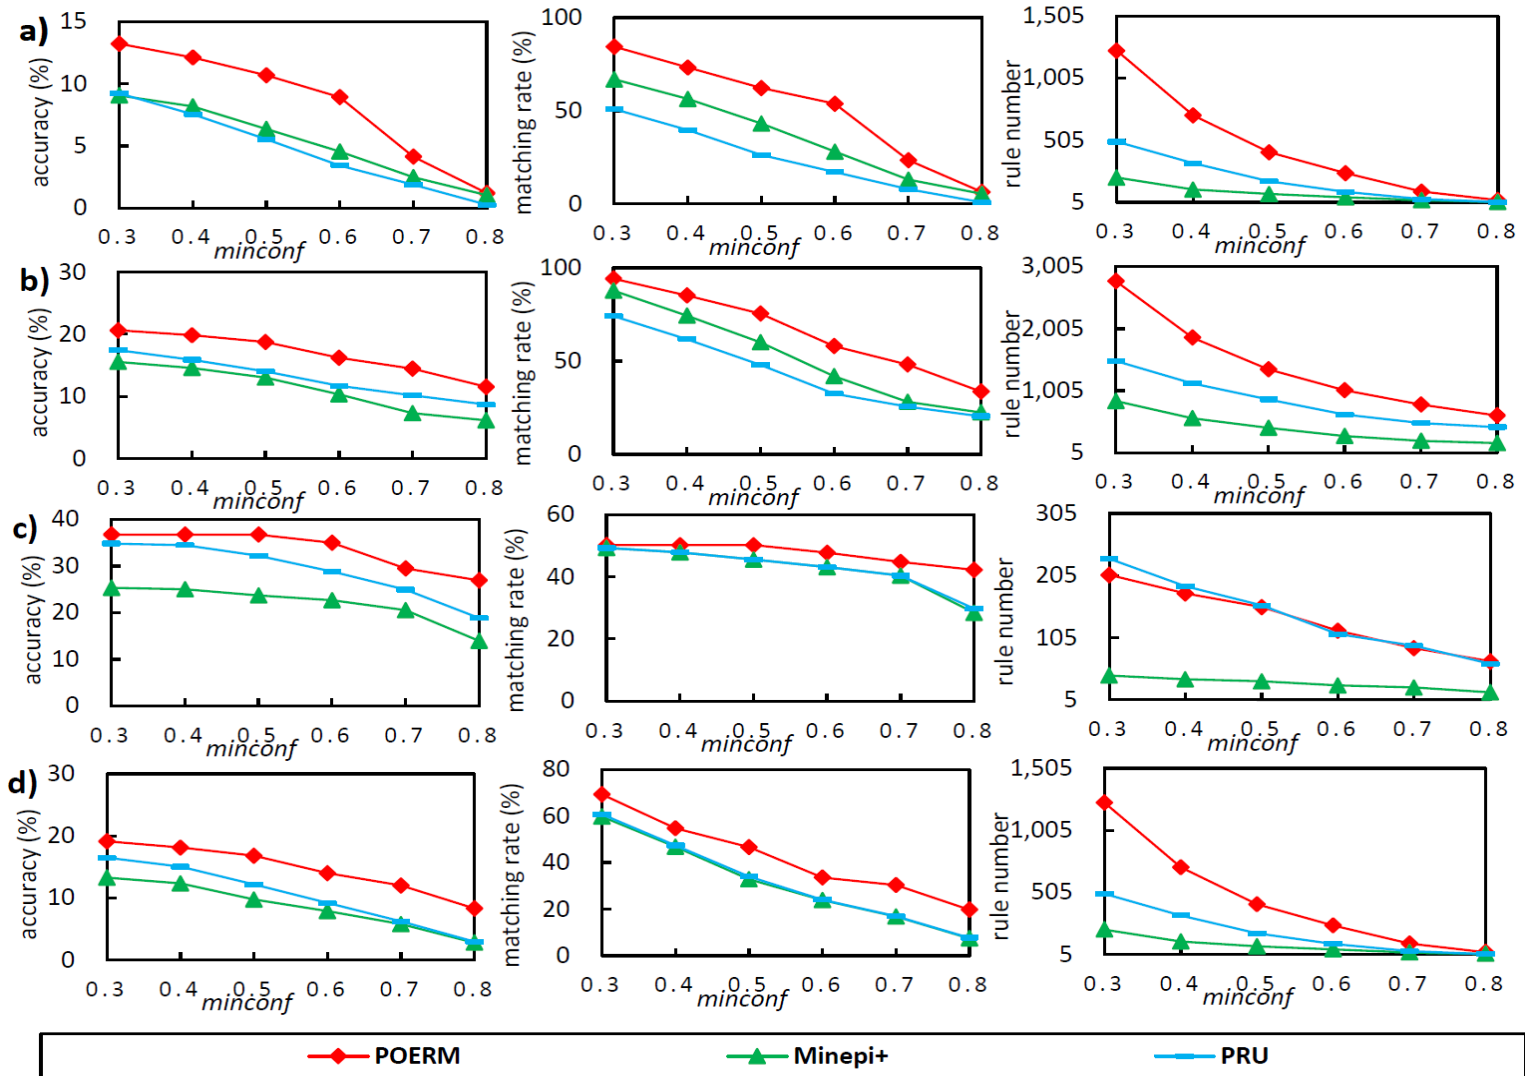 a)
accuracy (%)
15
10
5
0
0.3 0.4 0.5 0.6 0.7 0.8
minconf
matching rate (%)
100
50
0
0.3 0.4 0.5 0.6 0.7 0.8
minconf
rule number
1,505
1,005
505
5
0.3 0.4 0.5 0.6 0.7 0.8
minconf
b)
accuracy (%)
30
20
10
0
0.3 0.4 0.5 0.6 0.7 0.8
minconf
matching rate (%)
100
50
0
0.3 0.4 0.5 0.6 0.7 0.8
minconf
rule number
3,005
2,005
1,005
5
0.3 0.4 0.5 0.6 0.7 0.8
minconf
c)
accuracy (%)
40
30
20
10
0
0.3 0.4 0.5 0.6 0.7 0.8
minconf
matching rate (%)
60
40
20
0
0.3 0.4 0.5 0.6 0.7 0.8
minconf
rule number
305
205
105
5
0.3 0.4 0.5 0.6 0.7 0.8
minconf
d)
accuracy (%)
30
20
10
0
0.3 0.4 0.5 0.6 0.7 0.8
minconf
matching rate (%)
80
60
40
20
0
0.3 0.4 0.5 0.6 0.7 0.8
minconf
rule number
1,505
1,005
505
5
0.3 0.4 0.5 0.6 0.7 0.8
minconf
POERM Minepi+ PRU